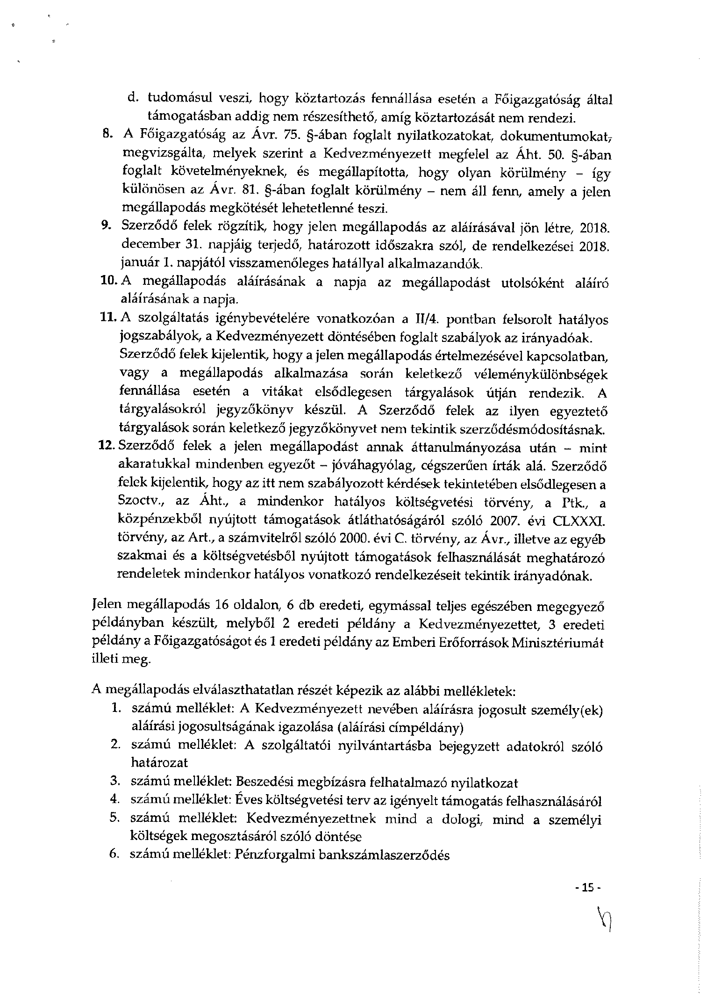 d. tudomásul veszi, hogy köztartozás fennállása esetén a Főigazgatóság által
támogatásban addig nem részesíthető, amíg köztartozását nem rendezi.
8. A Főigazgatóság az Ávr. 75. §-ában foglalt nyilatkozatokat, dokumentumokat,
megvizsgálta, melyek szerint a Kedvezményezett megfelel az Áht. 50. §-ában
foglalt követelményeknek, és megállapította, hogy olyan körülmény – így
különösen az Ávr. 81. §-ában foglalt körülmény – nem áll fenn, amely a jelen
megállapodás megkötését lehetetlenné teszi.
9. Szerződő felek rögzítik, hogy jelen megállapodás az aláírásával jön létre, 2018.
december 31. napjáig terjedő, határozott időszakra szól, de rendelkezései 2018.
január 1. napjától visszamenőleges hatállyal alkalmazandók.
10. A megállapodás aláírásának a napja az megállapodást utolsóként aláíró
aláírásának a napja.
11. A szolgáltatás igénybevételére vonatkozóan a II/4. pontban felsorolt hatályos
jogszabályok, a Kedvezményezett döntésében foglalt szabályok az irányadóak.
Szerződő felek kijelentik, hogy a jelen megállapodás értelmezésével kapcsolatban,
vagy a megállapodás alkalmazása során keletkező véleménykülönbségek
fennállása esetén a vitákat elsődlegesen tárgyalások útján rendezik. A
tárgyalásokról jegyzőkönyv készül. A Szerződő felek az ilyen egyeztető
tárgyalások során keletkező jegyzőkönyvet nem tekintik szerződésmódosításnak.
12. Szerződő felek a jelen megállapodást annak áttanulmányozása után – mint
akaratukkal mindenben egyezőt – jóváhagyólag, cégszerűen írták alá. Szerződő
felek kijelentik, hogy az itt nem szabályozott kérdések tekintetében elsődlegesen a
Szoctv., az Áht., a mindenkor hatályos költségvetési törvény, a Ptk., a
közpénzekből nyújtott támogatások átláthatóságáról szóló 2007. évi CLXXXI.
törvény, az Art., a számvitelről szóló 2000. évi C. törvény, az Ávr., illetve az egyéb
szakmai és a költségvetésből nyújtott támogatások felhasználását meghatározó
rendeletek mindenkor hatályos vonatkozó rendelkezéseit tekintik irányadónak.
Jelen megállapodás 16 oldalon, 6 db eredeti, egymással teljes egészében megegyező
példányban készült, melyből 2 eredeti példány a Kedvezményezettet, 3 eredeti
példány a Főigazgatóságot és 1 eredeti példány az Emberi Erőforrások Minisztériumát
illeti meg.
A megállapodás elválaszthatatlan részét képezik az alábbi mellékletek:
1. számú melléklet: A Kedvezményezett nevében aláírásra jogosult személy(ek)
aláírási jogosultságának igazolása (aláírási címpéldány)
2. számú melléklet: A szolgáltatói nyilvántartásba bejegyzett adatokról szóló
határozat
3. számú melléklet: Beszedési megbízásra felhatalmazó nyilatkozat
4. számú melléklet: Éves költségvetési terv az igényelt támogatás felhasználásáról
5. számú melléklet: Kedvezményezettnek mind a dologi, mind a személyi
költségek megosztásáról szóló döntése
6. számú melléklet: Pénzforgalmi bankszámlaszerződés
- 15 -